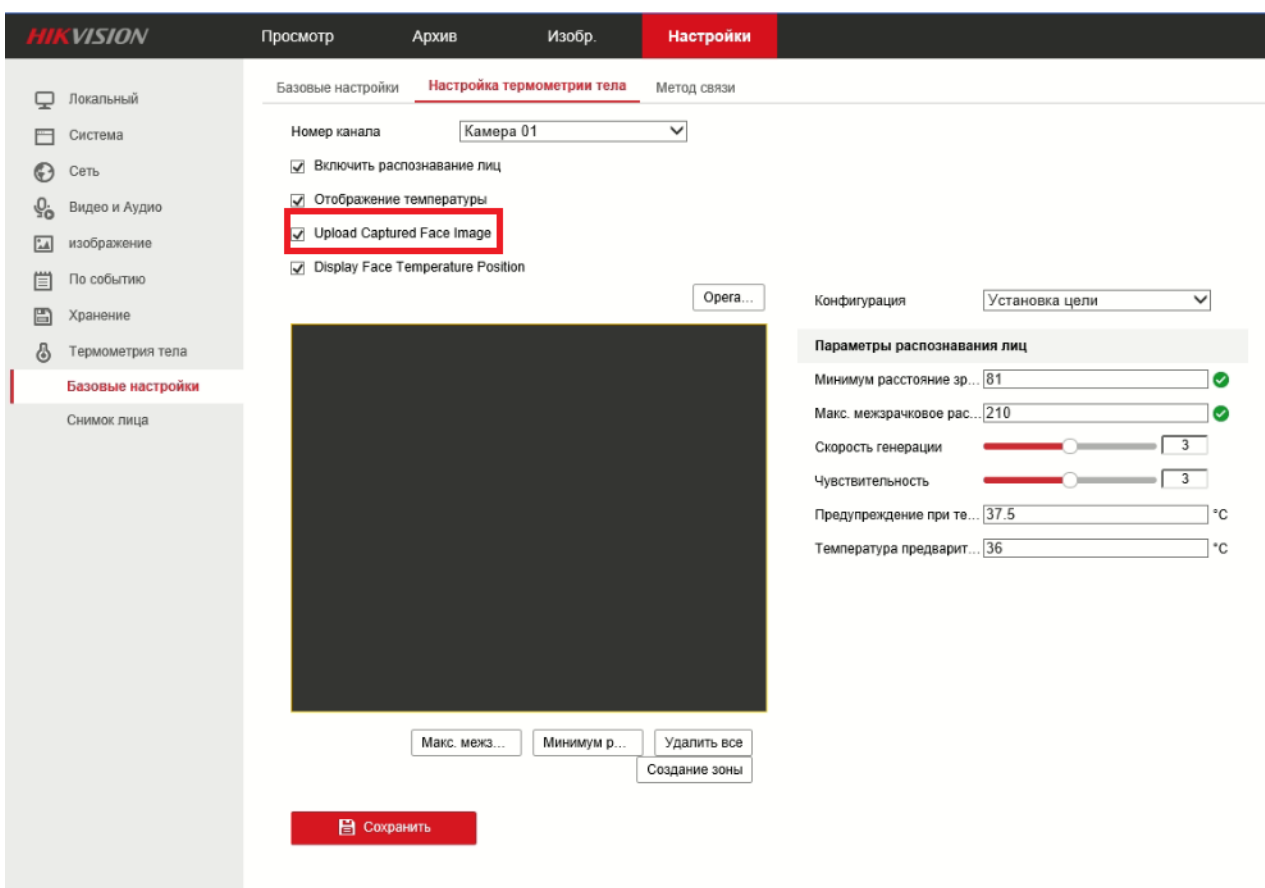 HIKVISION
Просмотр Архив Изобр. Настройки
Локальный
Система
Сеть
Видео и Аудио
изображение
По событию
Хранение
Термометрия тела
Базовые настройки
Снимок лица
Базовые настройки Настройка термометрии тела Метод связи
Номер канала Камера 01
Включить распознавание лиц
Отображение температуры
Upload Captured Face Image
Display Face Temperature Position
Opera...
Макс. межз... Минимум р... Удалить все
Создание зоны
Сохранить
Конфигурация Установка цели
Параметры распознавания лиц
Минимум расстояние зр... 81
Макс. межзрачковое рас... 210
Скорость генерации 3
Чувствительность 3
Предупреждение при те... 37.5 °C
Температура предварит... 36 °C